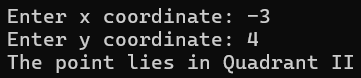 Enter x coordinate: -3
Enter y coordinate: 4
The point lies in Quadrant II